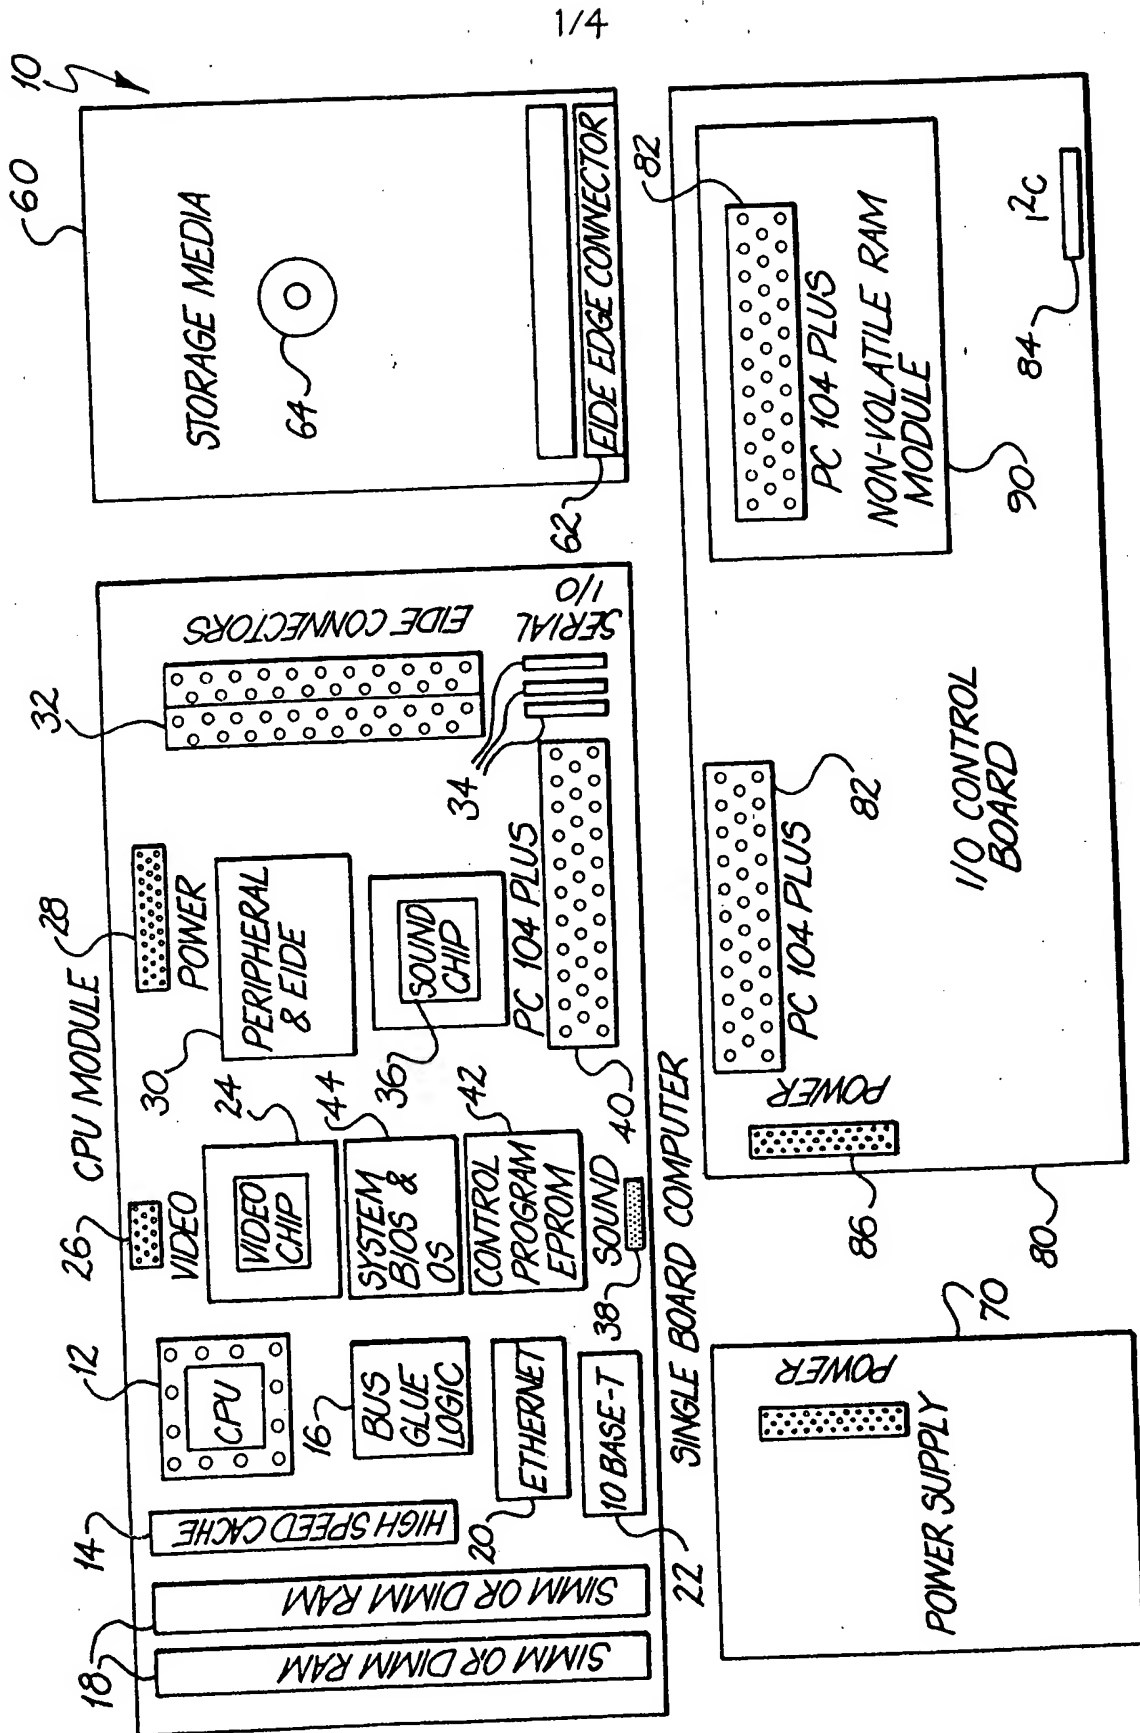 1/4
10
60
STORAGE MEDIA
64
EIDE EDGE CONNECTOR
62
CPU MODULE
18
SIMM OR DIMM RAM
SIMM OR DIMM RAM
14
HIGH SPEED CACHE
12
CPU
16
BUS
GLUE
LOGIC
20
ETHERNET
22
10 BASE-T
26
VIDEO
24
VIDEO
CHIP
44
SYSTEM
BIOS &
OS
42
CONTROL
PROGRAM
EPROM
SOUND
38
28
POWER
30
PERIPHERAL
& EIDE
36
SOUND
CHIP
PC 104 PLUS
40
32
EIDE CONNECTORS
34
SERIAL
I/O
SINGLE BOARD COMPUTER
70
POWER
POWER SUPPLY
80
86
POWER
PC 104 PLUS
82
I/O CONTROL
BOARD
82
PC 104 PLUS
NON-VOLATILE RAM
MODULE
90
84
I2C